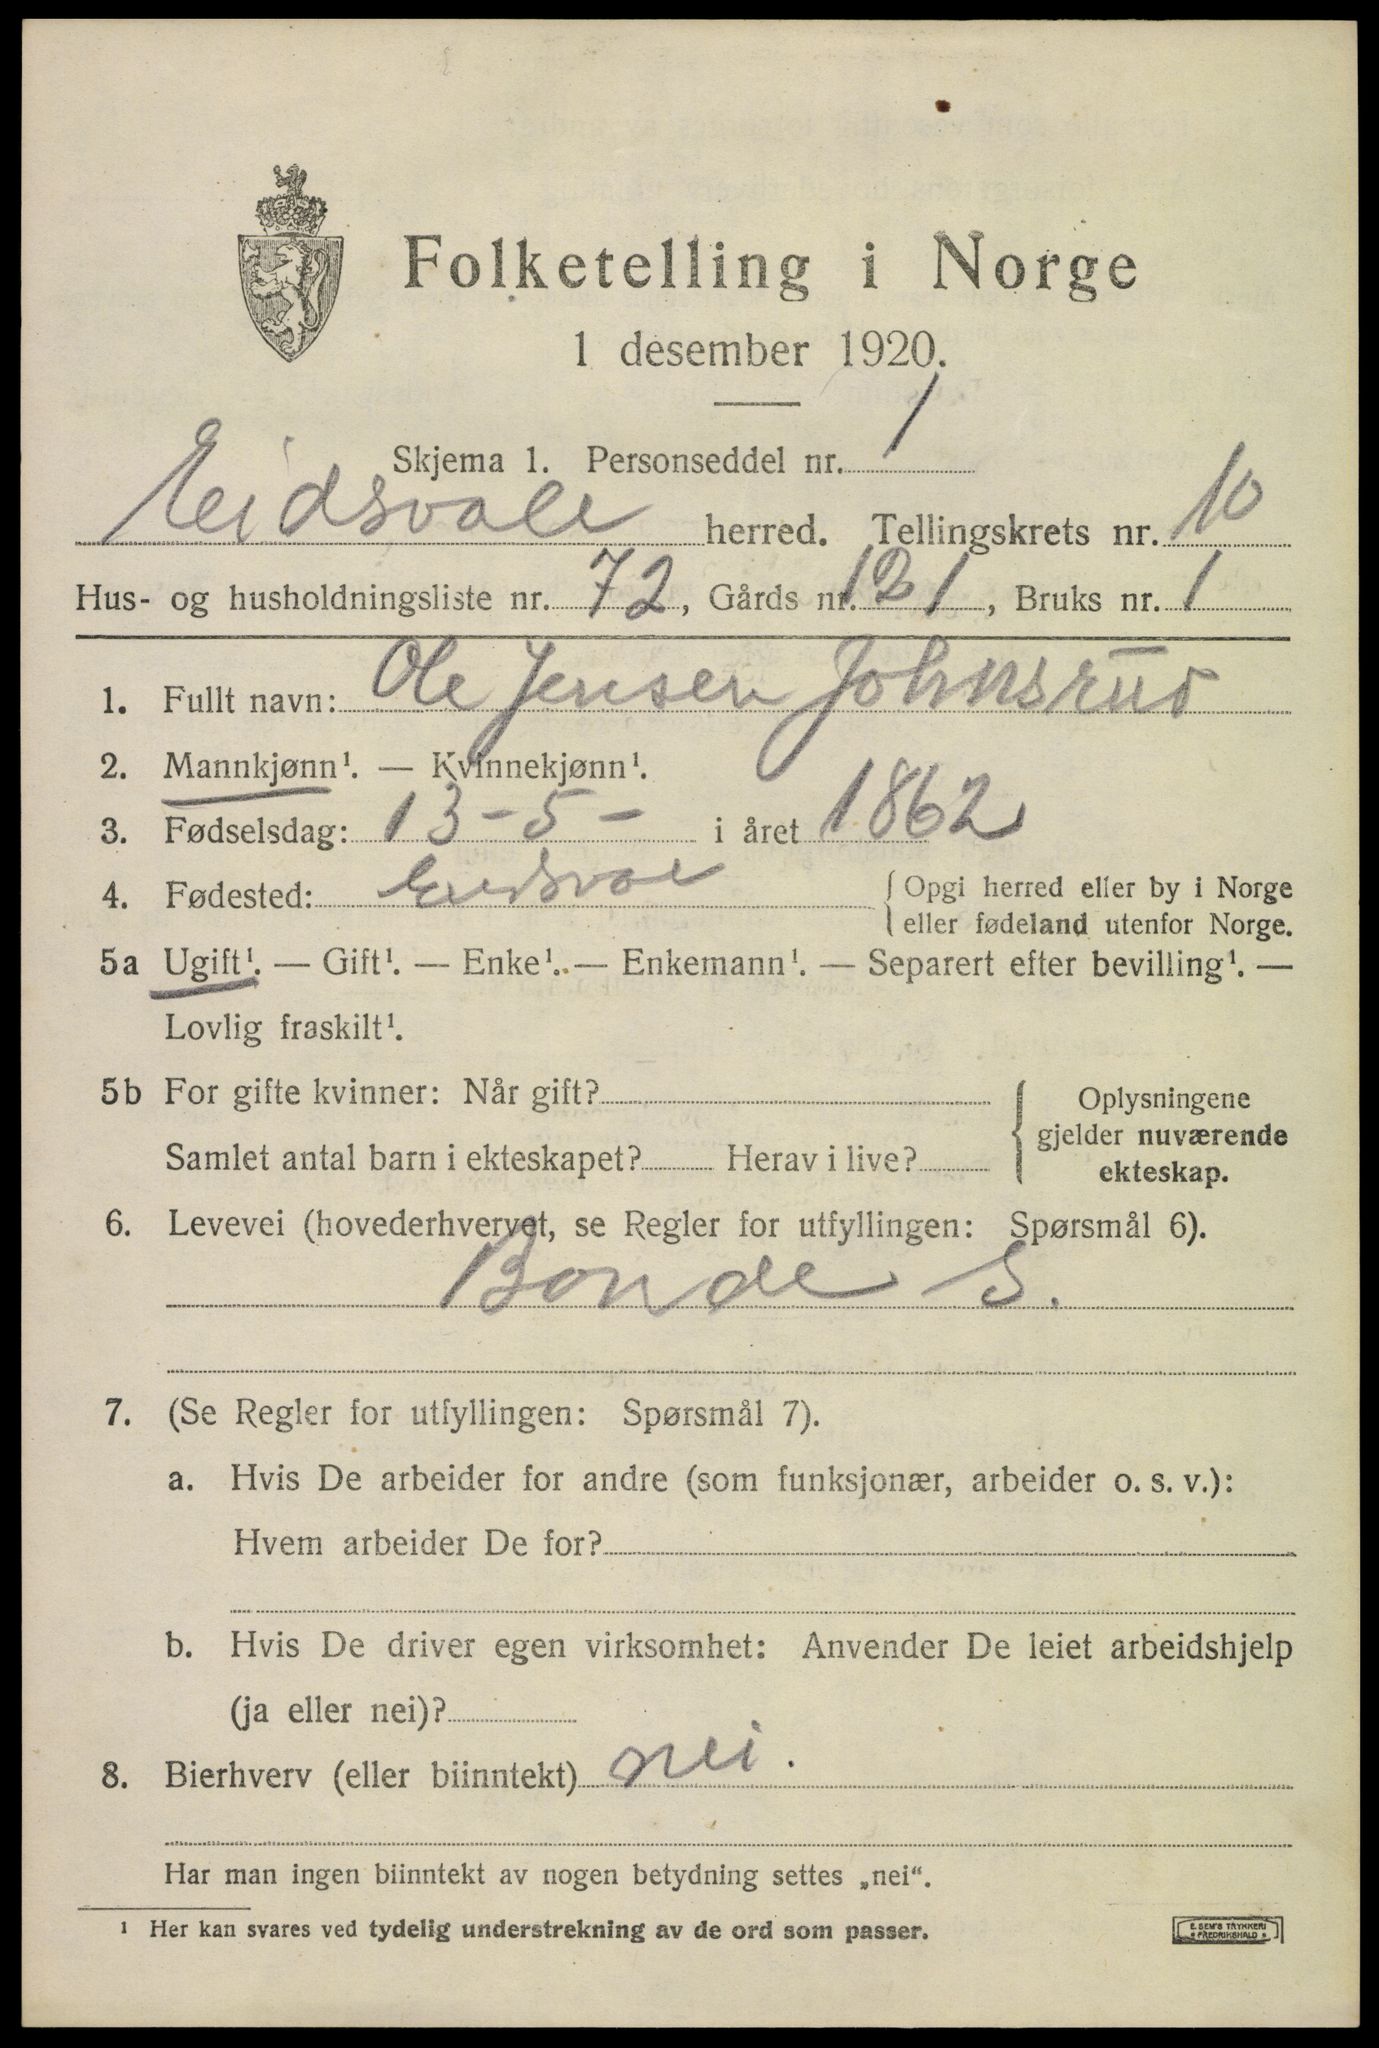 Folketelling i Norge
1 desember 1920.
Skjema 1. Personseddel nr. 1
Eidsvoll herred. Tellingskrets nr. 10
Hus- og husholdningsliste nr. 72, Gårds nr. 121, Bruks nr. 1
1. Fullt navn: Ole Jensen Johnsrud
2. Mannkjønn¹. — Kvinnekjønn¹.
3. Fødselsdag: 13-5- i året 1862
4. Fødested: Eidsvol { Opgi herred eller by i Norge
eller fødeland utenfor Norge.
5a Ugift¹. — Gift¹. — Enke¹. — Enkemann¹. — Separert efter bevilling¹. —
Lovlig fraskilt¹.
5b For gifte kvinner: Når gift?
Samlet antal barn i ekteskapet? Herav i live?
{ Oplysningene
gjelder nuværende
ekteskap.
6. Levevei (hovederhvervet, se Regler for utfyllingen: Spørsmål 6).
Bonde S.
7. (Se Regler for utfyllingen: Spørsmål 7).
a. Hvis De arbeider for andre (som funksjonær, arbeider o. s. v.):
Hvem arbeider De for?
b. Hvis De driver egen virksomhet: Anvender De leiet arbeidshjelp
(ja eller nei)?
8. Bierhverv (eller biinntekt) nei.
Har man ingen biinntekt av nogen betydning settes „nei“.
¹ Her kan svares ved tydelig understrekning av de ord som passer.
E. SEM'S TRYKKERI
FREDRIKSHALD